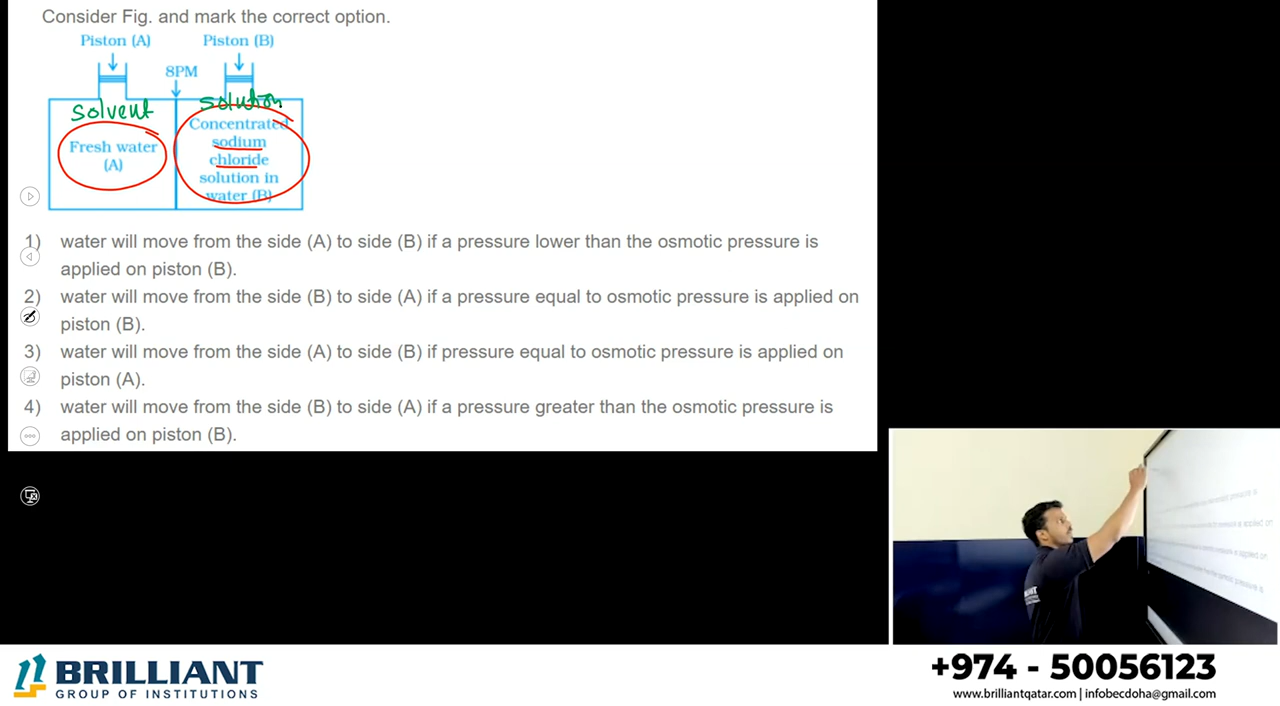 Consider Fig. and mark the correct option.
Piston (A)
Piston (B)
8PM
solvent
solution
Fresh water
(A)
Concentrated
sodium
chloride
solution in
water (B)
1) water will move from the side (A) to side (B) if a pressure lower than the osmotic pressure is
applied on piston (B).
2) water will move from the side (B) to side (A) if a pressure equal to osmotic pressure is applied on
piston (B).
3) water will move from the side (A) to side (B) if pressure equal to osmotic pressure is applied on
piston (A).
4) water will move from the side (B) to side (A) if a pressure greater than the osmotic pressure is
applied on piston (B).
BRILLIANT
GROUP OF INSTITUTIONS
+974 - 50056123
www.brilliantqatar.com | infobecdoha@gmail.com